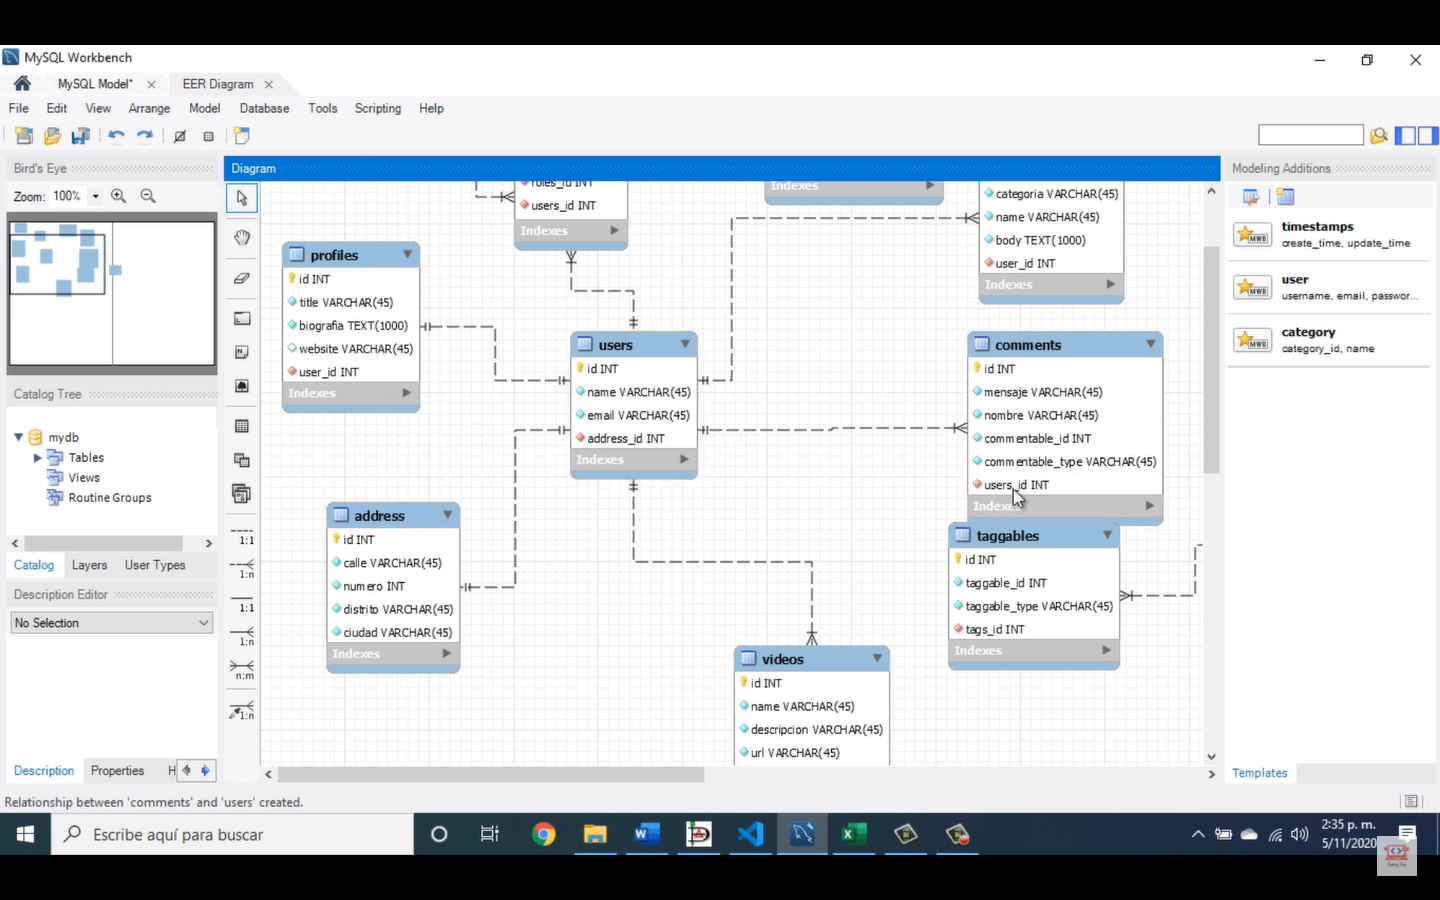 MySQL Workbench
MySQL Model*
EER Diagram
File Edit View Arrange Model Database Tools Scripting Help
Bird's Eye
Zoom: 100%
Catalog Tree
mydb
Tables
Views
Routine Groups
Catalog Layers User Types
Description Editor
No Selection
Description Properties H
Diagram
1:1
1:n
1:1
1:n
n:m
1:n
roles_id INT
users_id INT
Indexes
profiles
id INT
title VARCHAR(45)
biografia TEXT(1000)
website VARCHAR(45)
user_id INT
Indexes
address
id INT
calle VARCHAR(45)
numero INT
distrito VARCHAR(45)
ciudad VARCHAR(45)
Indexes
users
id INT
name VARCHAR(45)
email VARCHAR(45)
address_id INT
Indexes
Indexes
videos
id INT
name VARCHAR(45)
descripcion VARCHAR(45)
url VARCHAR(45)
categoria VARCHAR(45)
name VARCHAR(45)
body TEXT(1000)
user_id INT
Indexes
comments
id INT
mensaje VARCHAR(45)
nombre VARCHAR(45)
commentable_id INT
commentable_type VARCHAR(45)
users_id INT
Indexes
taggables
id INT
taggable_id INT
taggable_type VARCHAR(45)
tags_id INT
Indexes
Modeling Additions
timestamps
create_time, update_time
user
username, email, passwor...
category
category_id, name
Templates
Relationship between 'comments' and 'users' created.
Escribe aquí para buscar
2:35 p. m.
5/11/2020